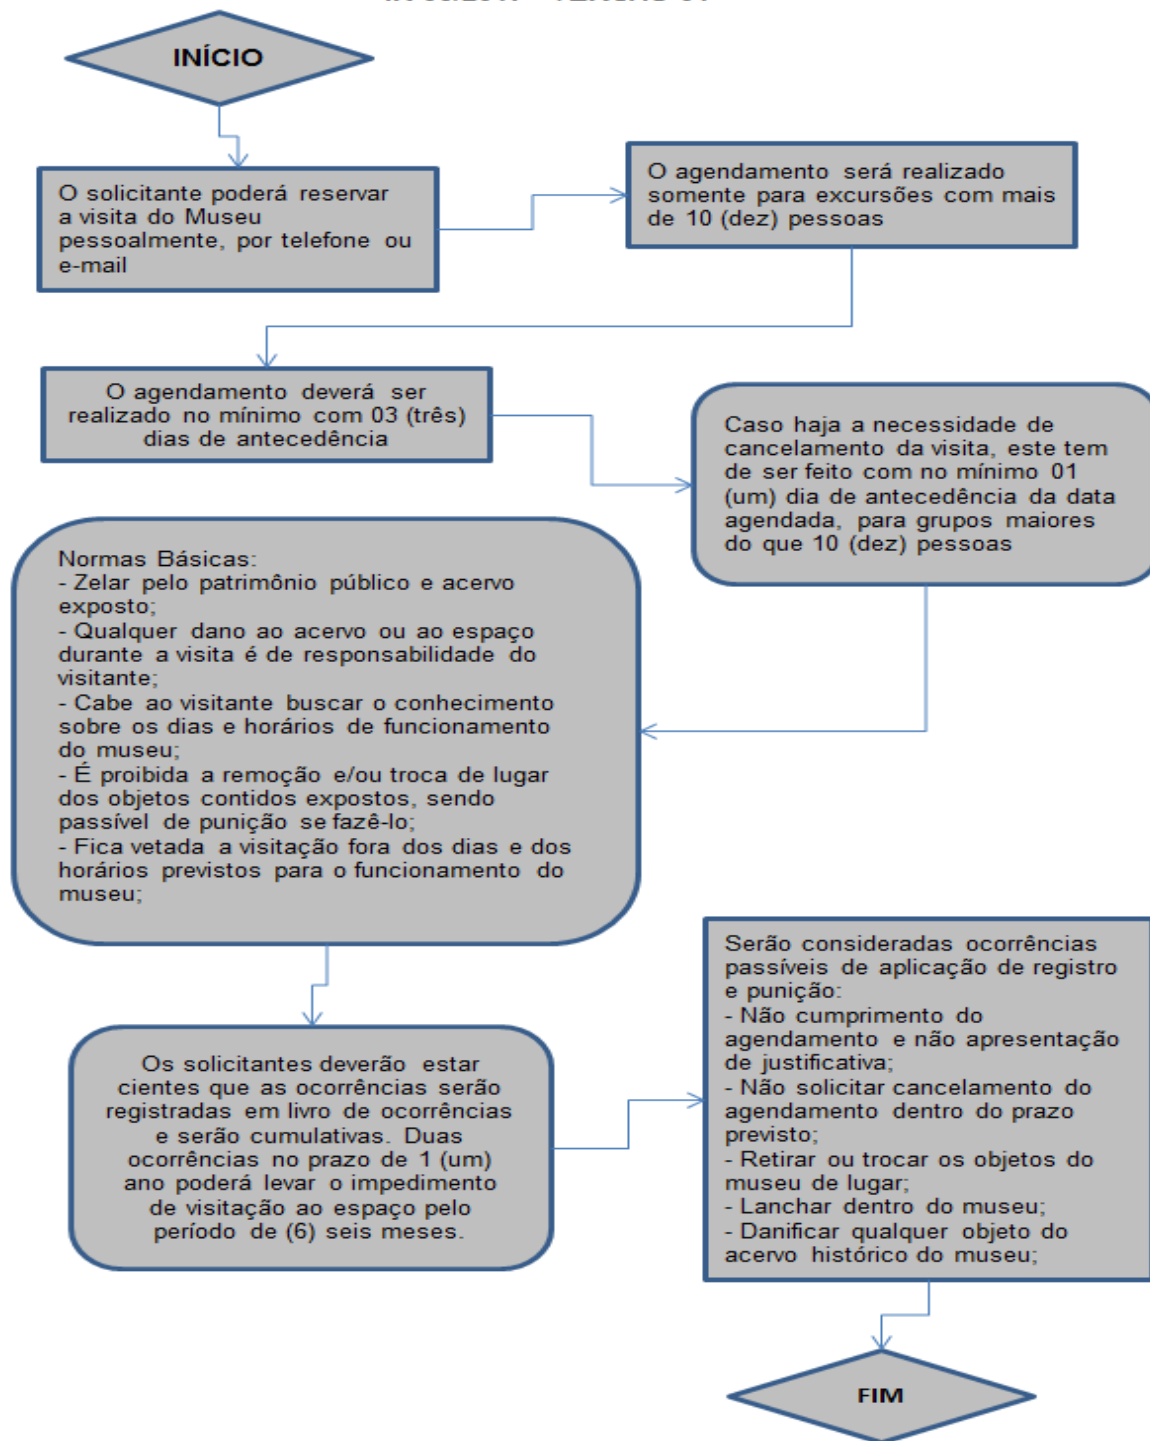 INÍCIO
O solicitante poderá reservar
a visita do Museu
pessoalmente, por telefone ou
e-mail
O agendamento será realizado
somente para excursões com mais
de 10 (dez) pessoas
O agendamento deverá ser
realizado no mínimo com 03 (três)
dias de antecedência
Caso haja a necessidade de
cancelamento da visita, este tem
de ser feito com no mínimo 01
(um) dia de antecedência da data
agendada, para grupos maiores
do que 10 (dez) pessoas
Normas Básicas:
- Zelar pelo patrimônio público e acervo
exposto;
- Qualquer dano ao acervo ou ao espaço
durante a visita é de responsabilidade do
visitante;
- Cabe ao visitante buscar o conhecimento
sobre os dias e horários de funcionamento
do museu;
- É proibida a remoção e/ou troca de lugar
dos objetos contidos expostos, sendo
passível de punição se fazê-lo;
- Fica vetada a visitação fora dos dias e dos
horários previstos para o funcionamento do
museu;
Os solicitantes deverão estar
cientes que as ocorrências serão
registradas em livro de ocorrências
e serão cumulativas. Duas
ocorrências no prazo de 1 (um)
ano poderá levar o impedimento
de visitação ao espaço pelo
período de (6) seis meses.
Serão consideradas ocorrências
passíveis de aplicação de registro
e punição:
- Não cumprimento do
agendamento e não apresentação
de justificativa;
- Não solicitar cancelamento do
agendamento dentro do prazo
previsto;
- Retirar ou trocar os objetos do
museu de lugar;
- Lanchar dentro do museu;
- Danificar qualquer objeto do
acervo histórico do museu;
FIM